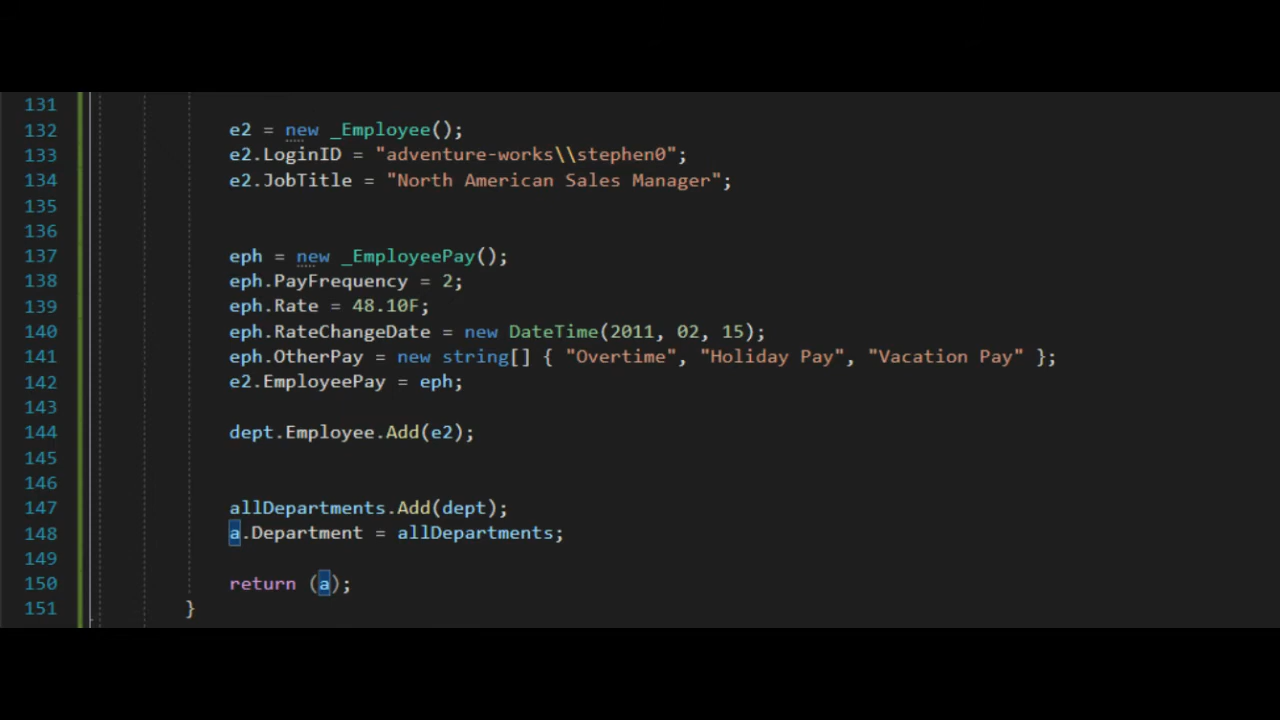 131
132 e2 = new _Employee();
133 e2.LoginID = "adventure-works\\stephen0";
134 e2.JobTitle = "North American Sales Manager";
135
136
137 eph = new _EmployeePay();
138 eph.PayFrequency = 2;
139 eph.Rate = 48.10F;
140 eph.RateChangeDate = new DateTime(2011, 02, 15);
141 eph.OtherPay = new string[] { "Overtime", "Holiday Pay", "Vacation Pay" };
142 e2.EmployeePay = eph;
143
144 dept.Employee.Add(e2);
145
146
147 allDepartments.Add(dept);
148 a.Department = allDepartments;
149
150 return (a);
151 }